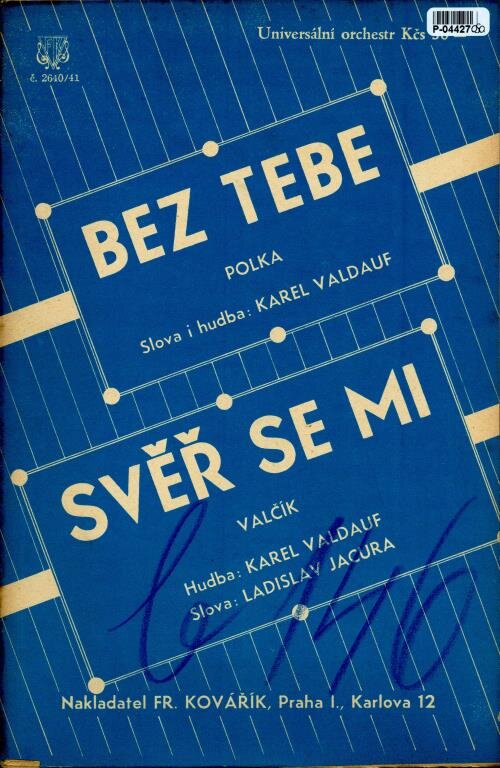 Universální orchestr Kčs
P-04427
č. 2640/41
BEZ TEBE
POLKA
Slova i hudba: KAREL VALDAUF
SVĚŘ SE MI
VALČÍK
Hudba: KAREL VALDAUF
Slova: LADISLAV JACURA
146
Nakladatel FR. KOVÁŘÍK, Praha I., Karlova 12